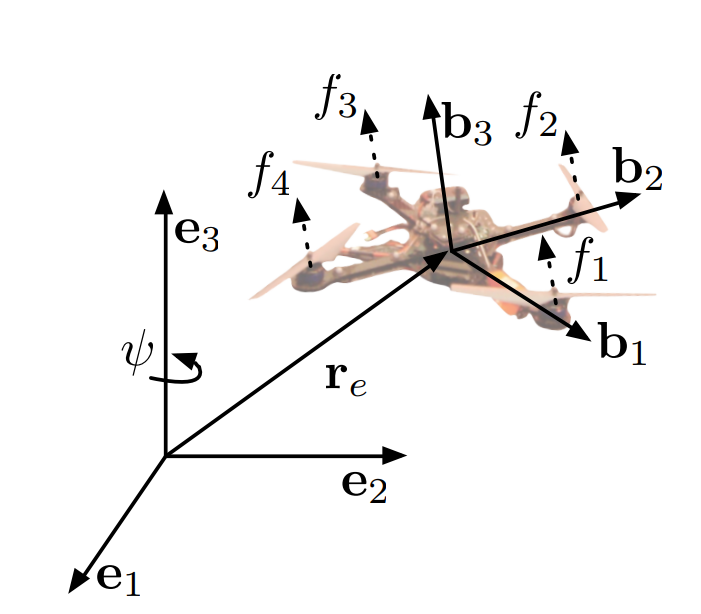 f₃
b₃
f₂
b₂
f₄
e₃
f₁
ψ
b₁
rₑ
e₂
e₁